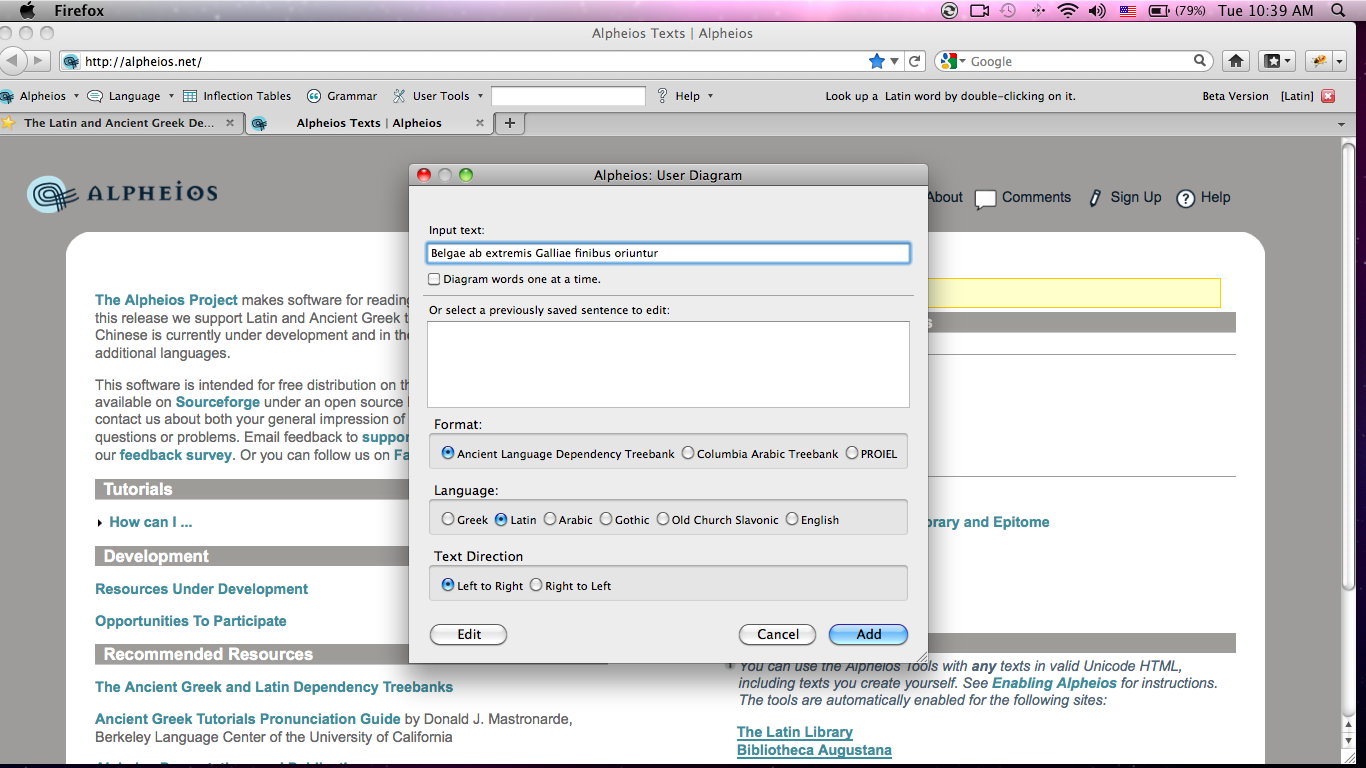 Firefox
(79%) Tue 10:39 AM
Alpheios Texts | Alpheios
http://alpheios.net/
Google
Alpheios Language Inflection Tables Grammar User Tools Help Look up a Latin word by double-clicking on it. Beta Version [Latin]
The Latin and Ancient Greek De... Alpheios Texts | Alpheios
ALPHEIOS
About Comments Sign Up Help
Alpheios: User Diagram
Input text:
Belgae ab extremis Galliae finibus oriuntur
Diagram words one at a time.
Or select a previously saved sentence to edit:
Format:
Ancient Language Dependency Treebank Columbia Arabic Treebank PROIEL
Language:
Greek Latin Arabic Gothic Old Church Slavonic English
Text Direction
Left to Right Right to Left
Edit Cancel Add
The Alpheios Project makes software for reading
this release we support Latin and Ancient Greek
Chinese is currently under development and in
additional languages.
This software is intended for free distribution on
available on Sourceforge under an open source
contact us about both your general impression of
questions or problems. Email feedback to
our feedback survey. Or you can follow us on
Tutorials
How can I ...
Development
Resources Under Development
Opportunities To Participate
Recommended Resources
The Ancient Greek and Latin Dependency Treebanks
Ancient Greek Tutorials Pronunciation Guide by Donald J. Mastronarde,
Berkeley Language Center of the University of California
and Epitome
You can use the Alpheios Tools with any texts in valid Unicode HTML,
including texts you create yourself. See Enabling Alpheios for instructions.
The tools are automatically enabled for the following sites:
The Latin Library
Bibliotheca Augustana